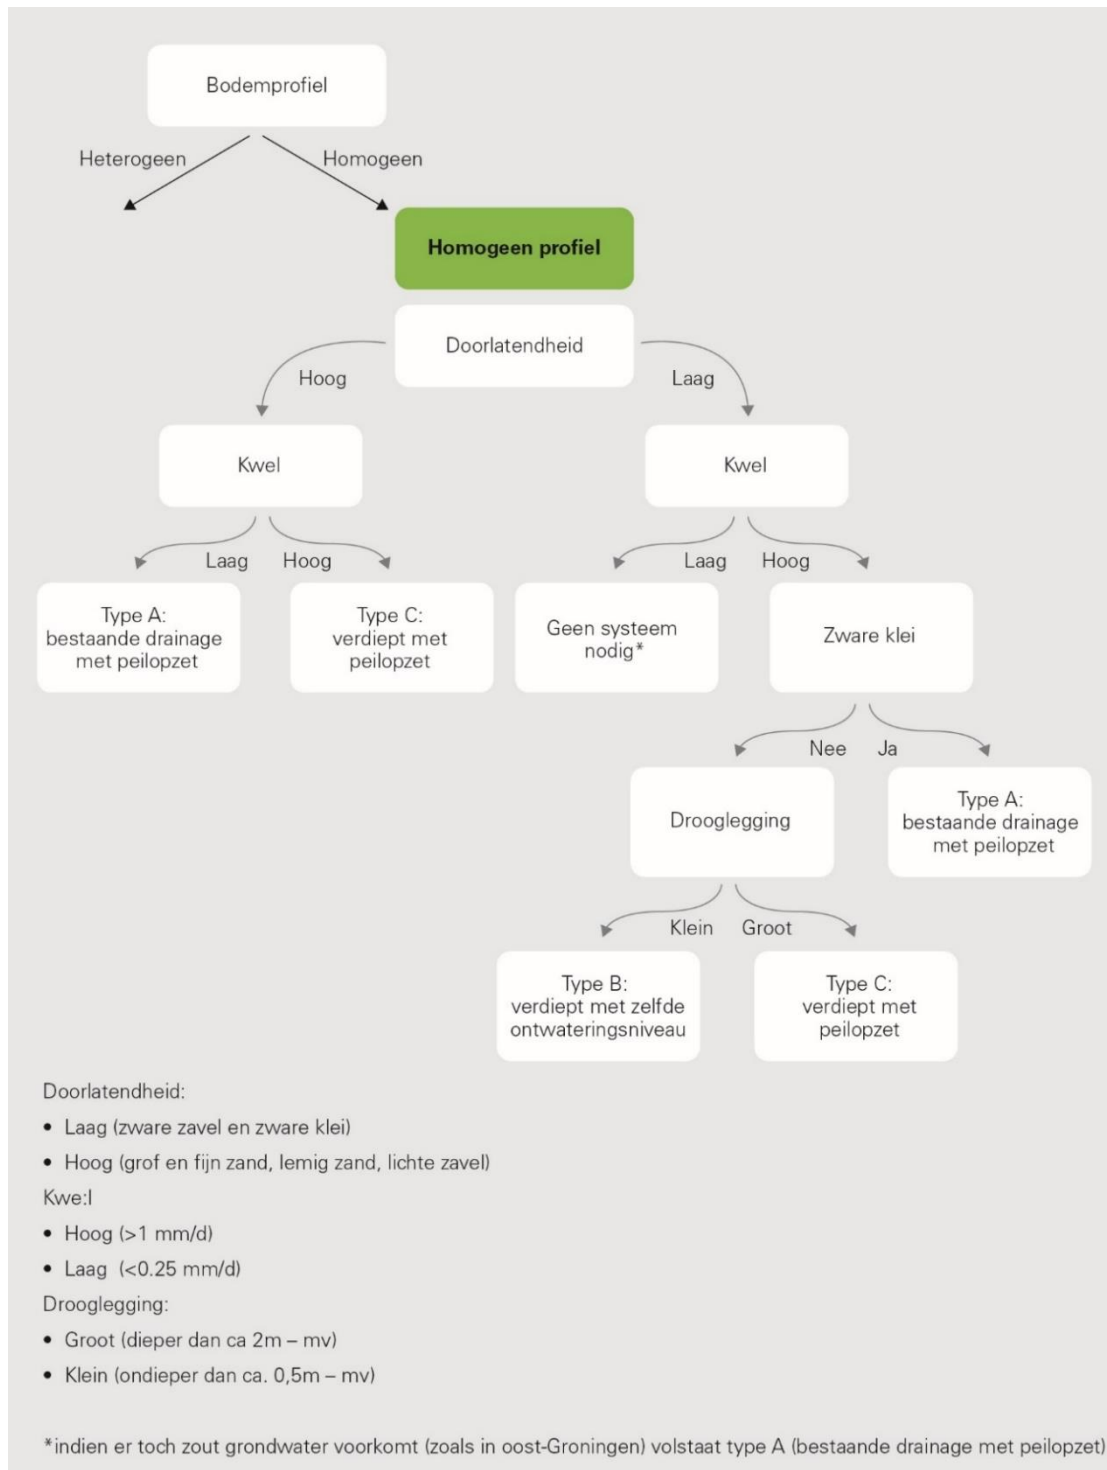 Bodemprofiel
Heterogeen
Homogeen
Homogeen profiel
Doorlatendheid
Hoog
Laag
Kwel
Kwel
Laag
Hoog
Laag
Hoog
Type A:
bestaande drainage
met peilopzet
Type C:
verdiept met
peilopzet
Geen systeem
nodig*
Zware klei
Nee
Ja
Drooglegging
Type A:
bestaande drainage
met peilopzet
Klein
Groot
Type B:
verdiept met zelfde
ontwateringsniveau
Type C:
verdiept met
peilopzet
Doorlatendheid:
• Laag (zware zavel en zware klei)
• Hoog (grof en fijn zand, lemig zand, lichte zavel)
Kwe:l
• Hoog (>1 mm/d)
• Laag (<0.25 mm/d)
Drooglegging:
• Groot (dieper dan ca 2m – mv)
• Klein (ondieper dan ca. 0,5m – mv)
*indien er toch zout grondwater voorkomt (zoals in oost-Groningen) volstaat type A (bestaande drainage met peilopzet)